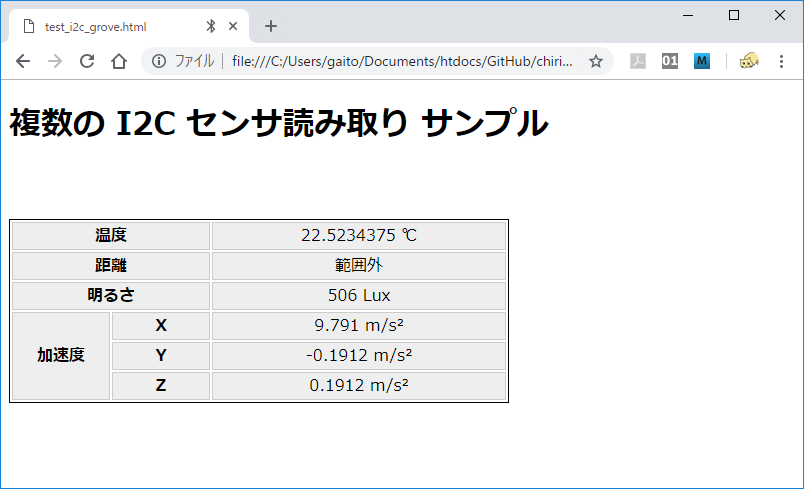 test_i2c_grove.html
ファイル | file:///C:/Users/gaito/Documents/htdocs/GitHub/chiri...
01
M
複数の I2C センサ読み取り サンプル
温度 22.5234375 ℃
距離 範囲外
明るさ 506 Lux
加速度 X 9.791 m/s²
Y -0.1912 m/s²
Z 0.1912 m/s²